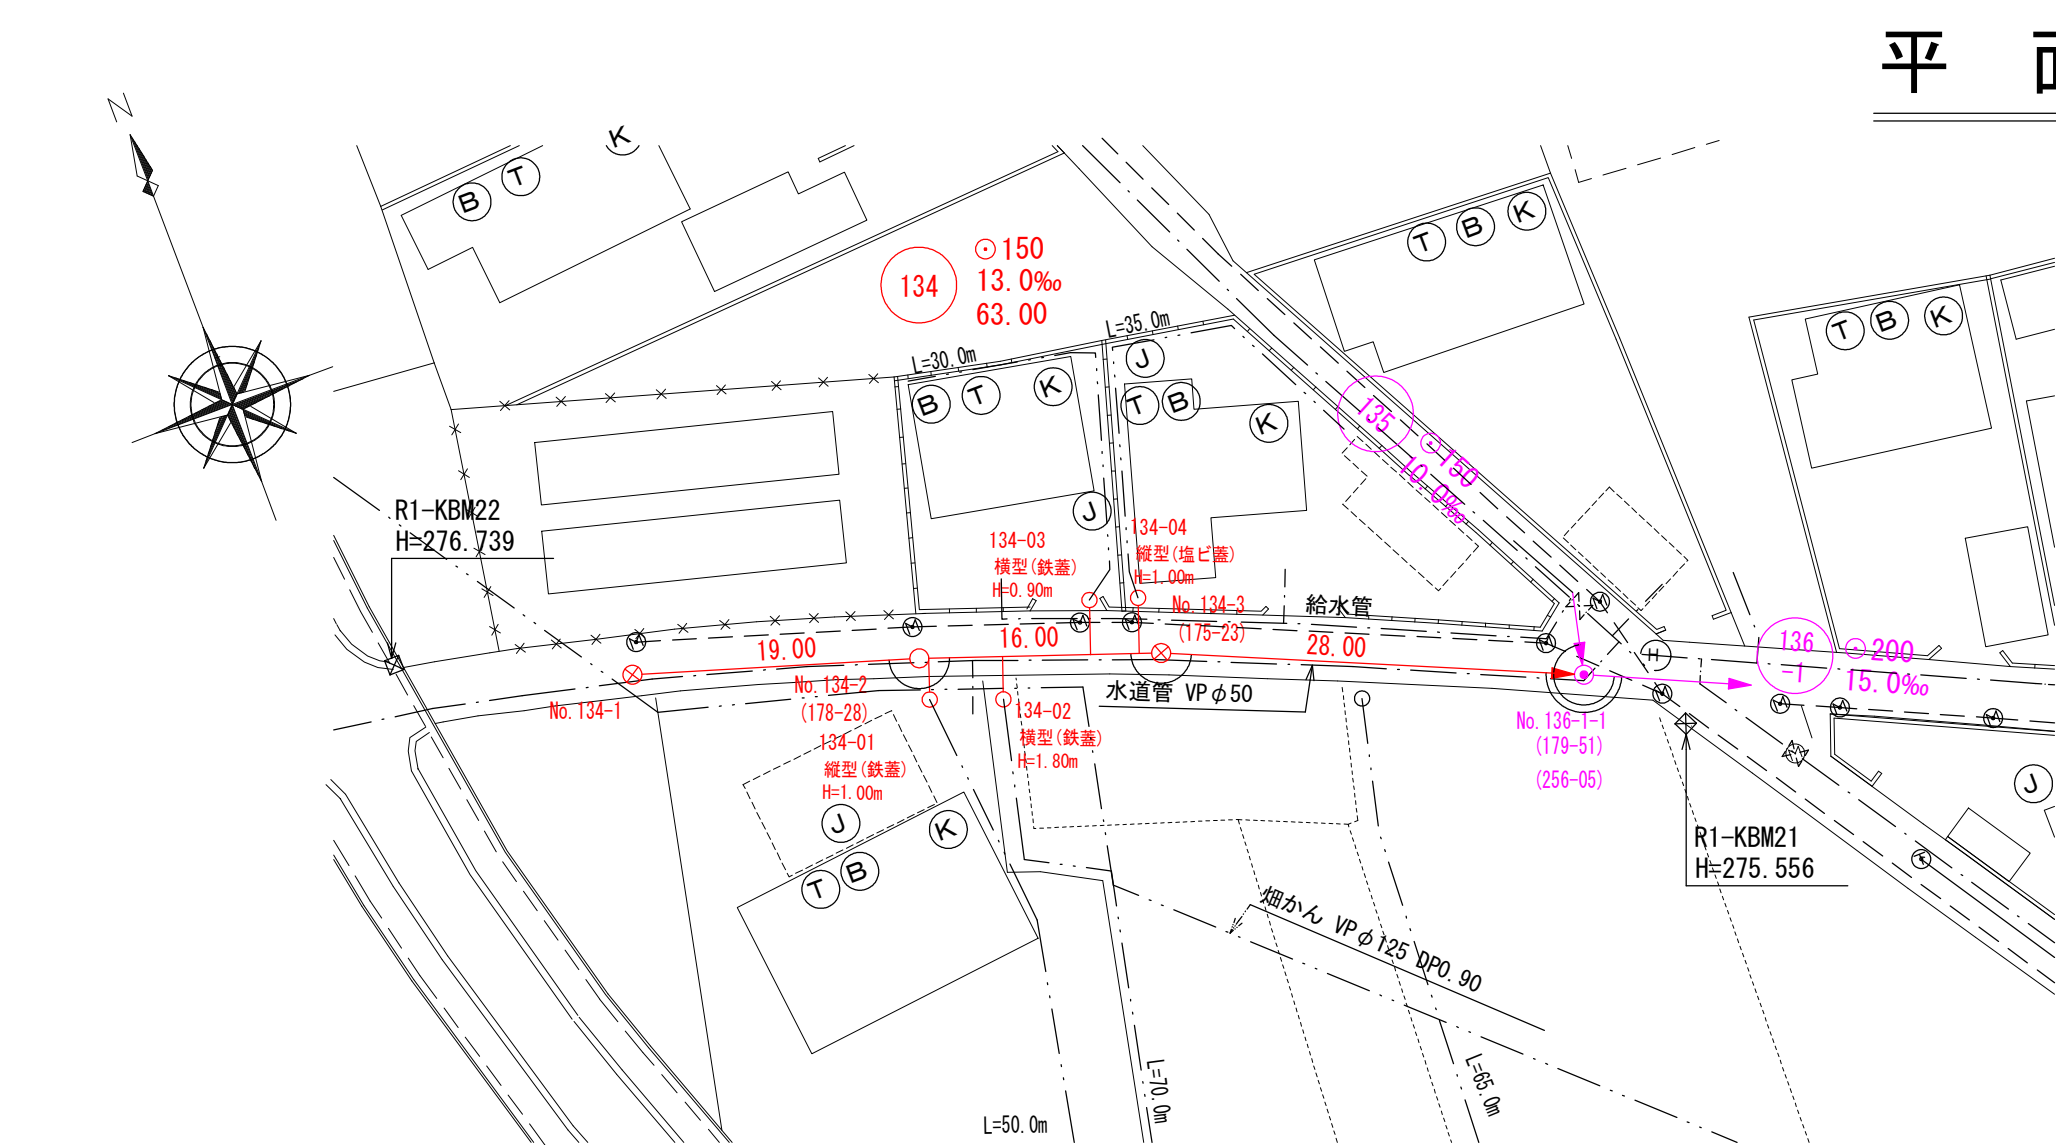 平
N
K
T
B
134
150
13.0‰
63.00
T
B
K
T
B
K
L=30.0m
L=35.0m
J
B
T
K
T
B
K
135
150
10.0‰
R1-KBM22
H=276.739
J
134-03
横型(鉄蓋)
H=0.90m
134-04
縦型(塩ビ蓋)
H=1.00m
No.134-3
(175-23)
給水管
19.00
16.00
28.00
H
136
-1
200
15.0‰
No.134-1
No.134-2
(178-28)
水道管 VPφ50
134-01
縦型(鉄蓋)
H=1.00m
134-02
横型(鉄蓋)
H=1.80m
No.136-1-1
(179-51)
(256-05)
J
K
T
B
J
R1-KBM21
H=275.556
畑かん VPφ125 DP0.90
L=50.0m
L=70.0m
L=65.0m